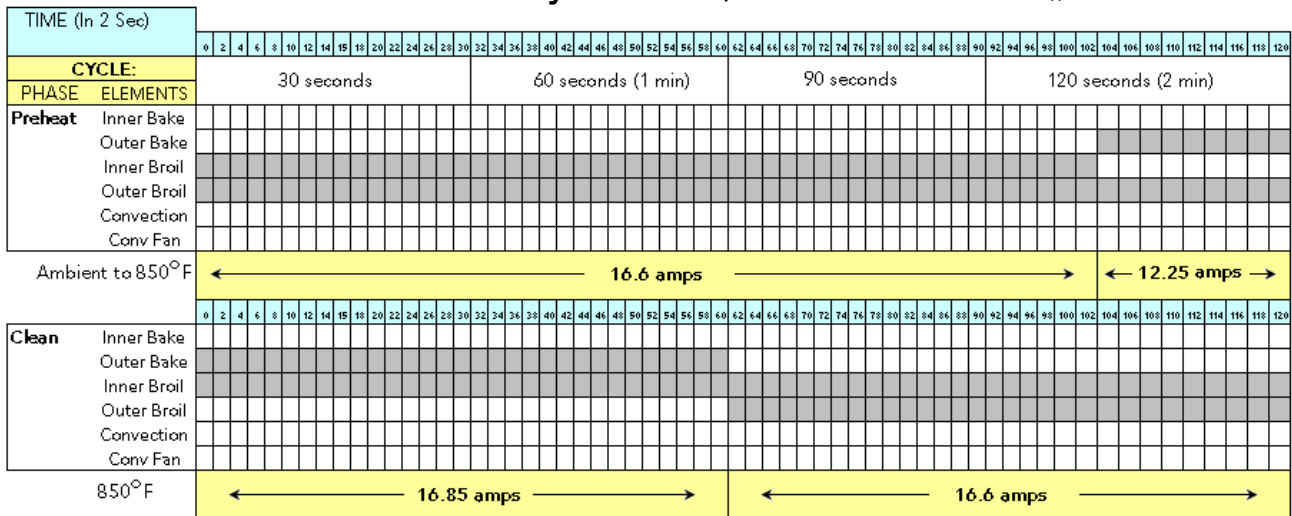 TIME (In 2 Sec)
0 2 4 6 8 10 12 14 15 18 20 22 24 26 28 30 32 34 36 38 40 42 44 46 48 50 52 54 56 58 60 62 64 66 68 70 72 74 76 78 80 82 84 86 88 90 92 94 96 98 100 102 104 106 108 110 112 114 116 118 120
CYCLE: 30 seconds 60 seconds (1 min) 90 seconds 120 seconds (2 min)
PHASE ELEMENTS
Preheat Inner Bake
Outer Bake
Inner Broil
Outer Broil
Convection
Conv Fan
Ambient to 850°F ← 16.6 amps → ← 12.25 amps →
0 2 4 6 8 10 12 14 15 18 20 22 24 26 28 30 32 34 36 38 40 42 44 46 48 50 52 54 56 58 60 62 64 66 68 70 72 74 76 78 80 82 84 86 88 90 92 94 96 98 100 102 104 106 108 110 112 114 116 118 120
Clean Inner Bake
Outer Bake
Inner Broil
Outer Broil
Convection
Conv Fan
850°F ← 16.85 amps → ← 16.6 amps →